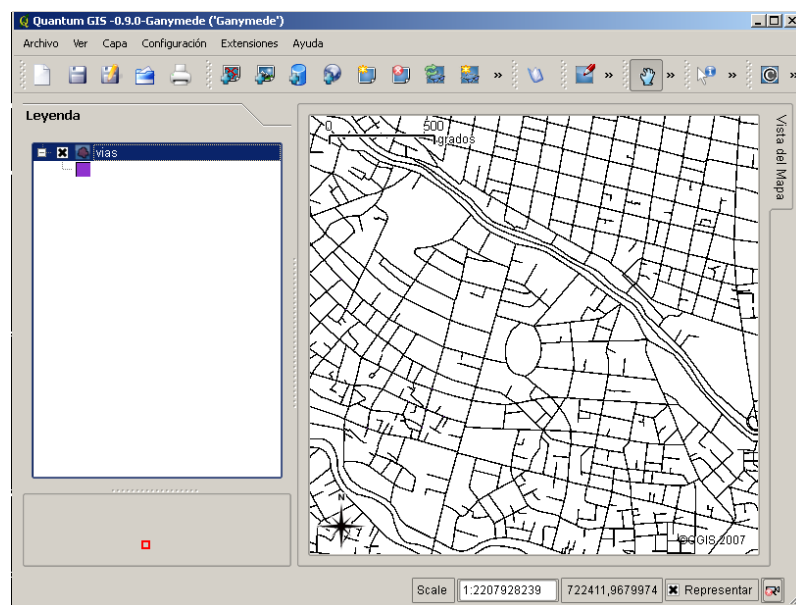 Quantum GIS -0.9.0-Ganymede ('Ganymede')
Archivo Ver Capa Configuración Extensiones Ayuda
Leyenda
vias
0 500
grados
Vista del Mapa
N
©QGIS 2007
Scale 1:2207928239 722411,9679974 Representar